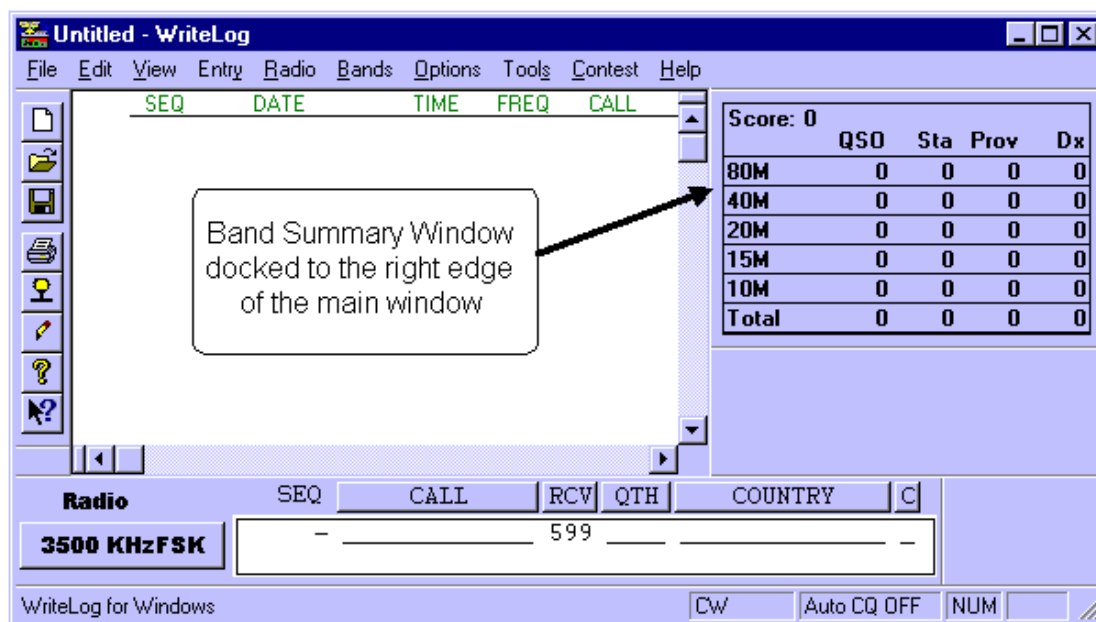 Untitled - WriteLog
File Edit View Entry Radio Bands Options Tools Contest Help
SEQ DATE TIME FREQ CALL
Score: 0
QSO Sta Prov Dx
80M 0 0 0 0
40M 0 0 0 0
20M 0 0 0 0
15M 0 0 0 0
10M 0 0 0 0
Total 0 0 0 0
Band Summary Window
docked to the right edge
of the main window
Radio
3500 KHzFSK
SEQ CALL RCV QTH COUNTRY C
599
WriteLog for Windows
CW Auto CQ OFF NUM